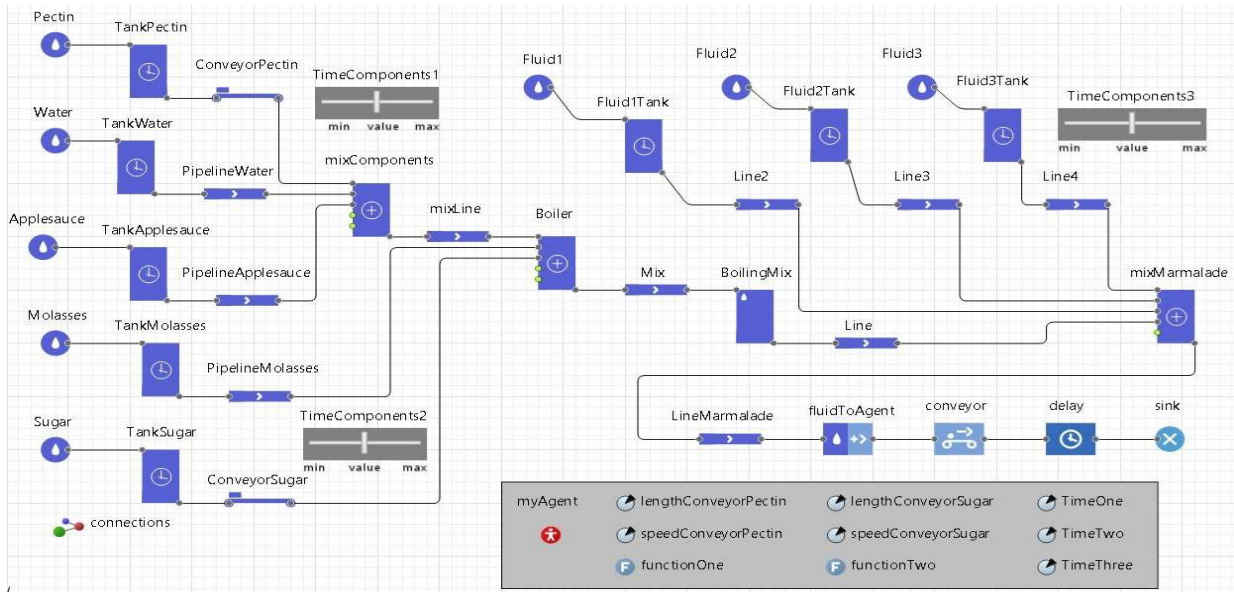 Pectin
TankPectin
ConveyorPectin
TimeComponents1
min value max
Water
TankWater
PipelineWater
mixComponents
Applesauce
TankApplesauce
PipelineApplesauce
mixLine
Boiler
Molasses
TankMolasses
PipelineMolasses
Sugar
TankSugar
ConveyorSugar
TimeComponents2
min value max
connections
Fluid1
Fluid1Tank
Line2
Fluid2
Fluid2Tank
Line3
Fluid3
Fluid3Tank
Line4
TimeComponents3
min value max
Mix
BoilingMix
Line
mixMarmalade
LineMarmalade
fluidToAgent
conveyor
delay
sink
myAgent
lengthConveyorPectin
lengthConveyorSugar
TimeOne
speedConveyorPectin
speedConveyorSugar
TimeTwo
F functionOne
F functionTwo
TimeThree